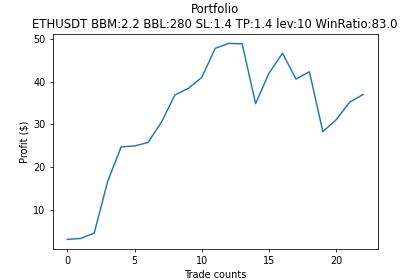 Portfolio
ETHUSDT BBM:2.2 BBL:280 SL:1.4 TP:1.4 lev:10 WinRatio:83.0
50
40
30
20
10
Profit ($)
0 5 10 15 20
Trade counts